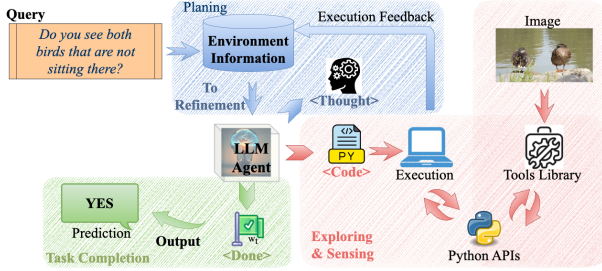 Query
Do you see both
birds that are not
sitting there?
Planing
Environment
Information
Execution Feedback
Image
To
Refinement
<Thought>
LLM
Agent
PY
<Code>
Execution
Tools Library
YES
Prediction
Output
<Done>
Task Completion
Exploring
& Sensing
Python APIs